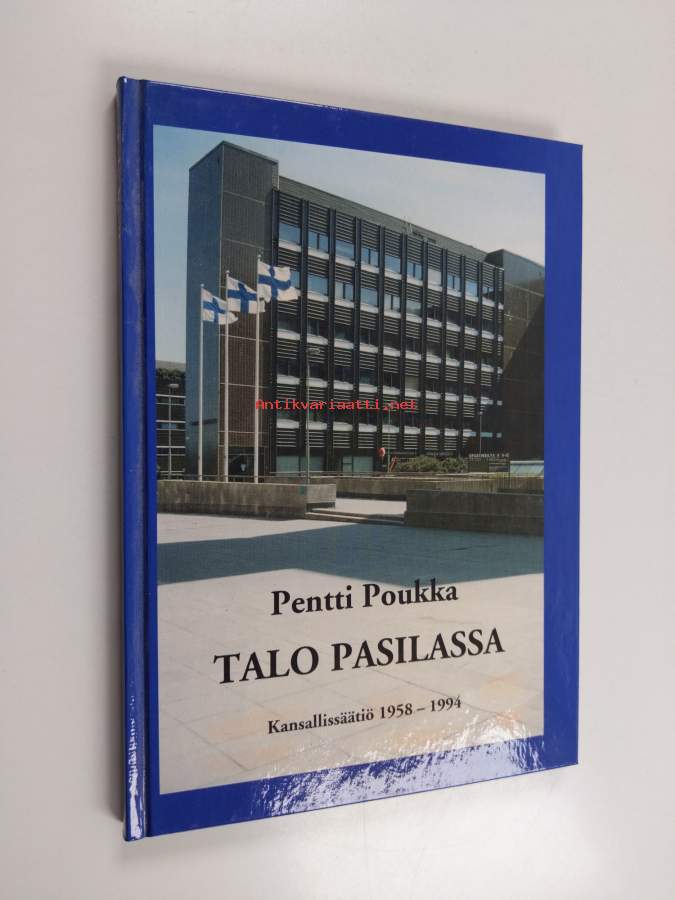 Antikvariaatti.net
Pentti Poukka
TALO PASILASSA
Kansallissäätiö 1958 – 1994